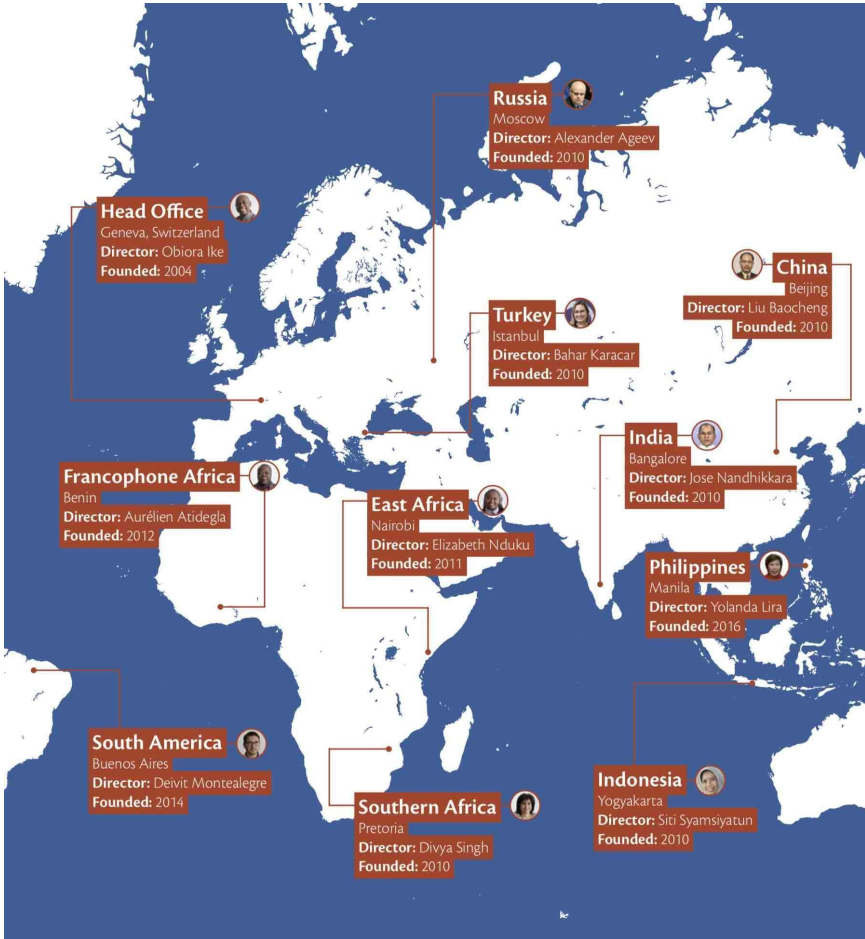 Russia
Moscow
Director: Alexander Ageev
Founded: 2010
Head Office
Geneva, Switzerland
Director: Obiora Ike
Founded: 2004
China
Beijing
Director: Liu Baocheng
Founded: 2010
Turkey
Istanbul
Director: Bahar Karacar
Founded: 2010
India
Bangalore
Director: Jose Nandhikkara
Founded: 2010
Francophone Africa
Benin
Director: Aurélien Atidegla
Founded: 2012
East Africa
Nairobi
Director: Elizabeth Nduku
Founded: 2011
Philippines
Manila
Director: Yolanda Lira
Founded: 2016
South America
Buenos Aires
Director: Deivit Montealegre
Founded: 2014
Southern Africa
Pretoria
Director: Divya Singh
Founded: 2010
Indonesia
Yogyakarta
Director: Siti Syamsiyatun
Founded: 2010